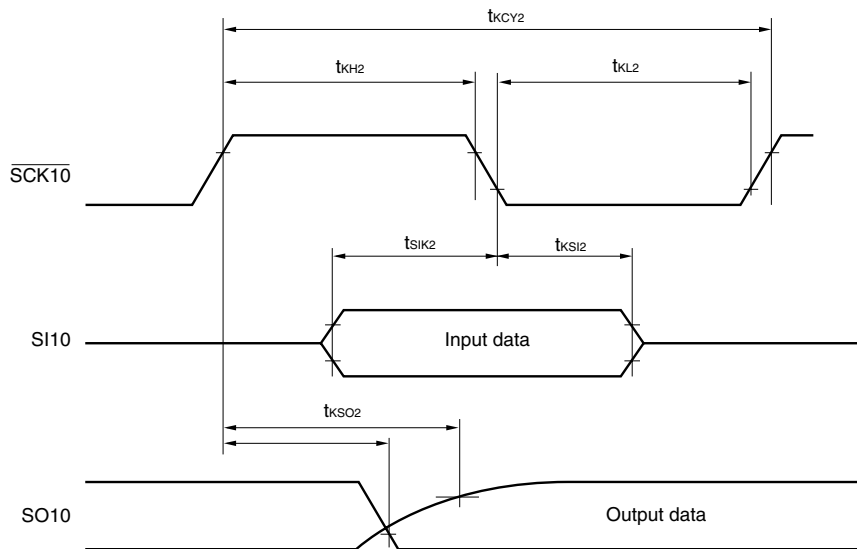 tKCY2
tKH2
tKL2
SCK10
tSIK2
tKSI2
SI10
Input data
tKSO2
SO10
Output data